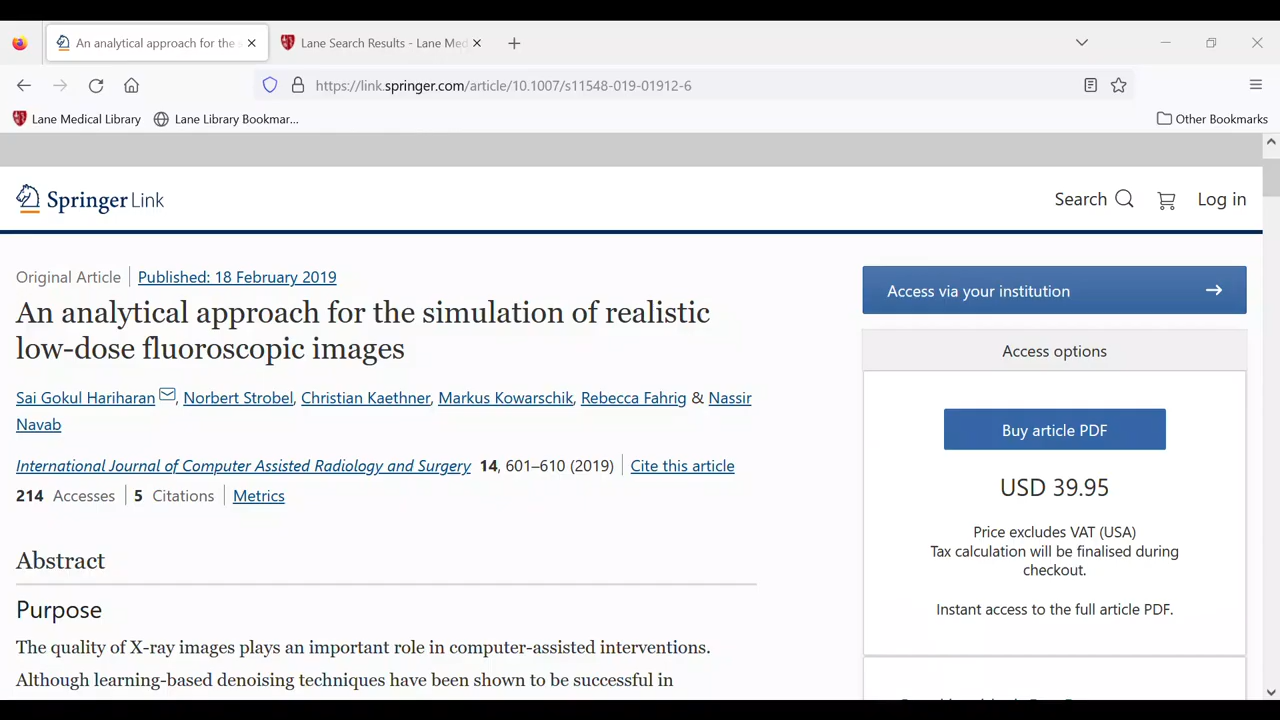 An analytical approach for the
Lane Search Results - Lane Med
https://link.springer.com/article/10.1007/s11548-019-01912-6
Lane Medical Library
Lane Library Bookmar...
Other Bookmarks
Springer Link
Search
Log in
Original Article
Published: 18 February 2019
An analytical approach for the simulation of realistic
low-dose fluoroscopic images
Sai Gokul Hariharan, Norbert Strobel, Christian Kaethner, Markus Kowarschik, Rebecca Fahrig & Nassir
Navab
International Journal of Computer Assisted Radiology and Surgery 14, 601–610 (2019) Cite this article
214 Accesses 5 Citations Metrics
Abstract
Purpose
The quality of X-ray images plays an important role in computer-assisted interventions.
Although learning-based denoising techniques have been shown to be successful in
Access via your institution
Access options
Buy article PDF
USD 39.95
Price excludes VAT (USA)
Tax calculation will be finalised during
checkout.
Instant access to the full article PDF.